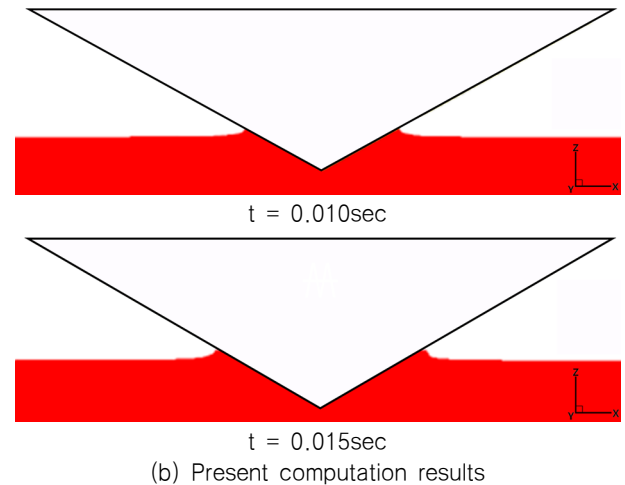 Z
Y X
t = 0.010sec
Z
Y X
t = 0.015sec
(b) Present computation results